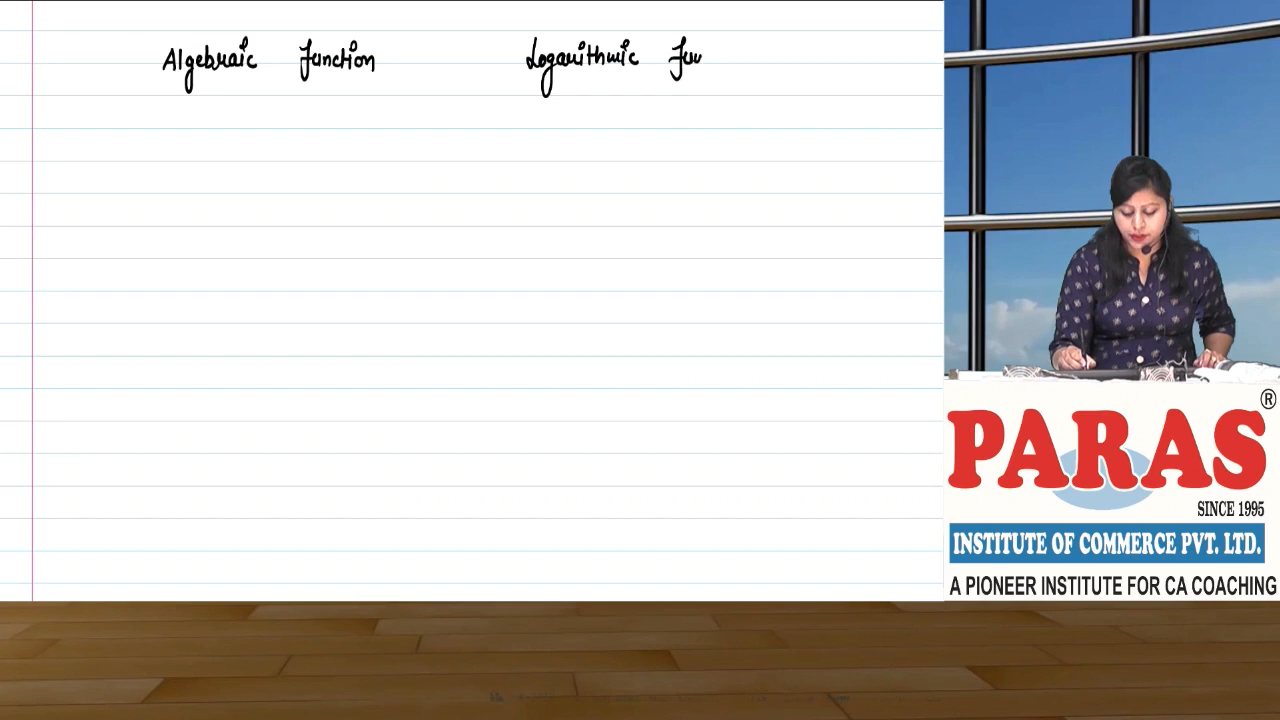 Algebraic Function Logarithmic Fun
PARAS ®
SINCE 1995
INSTITUTE OF COMMERCE PVT. LTD.
A PIONEER INSTITUTE FOR CA COACHING